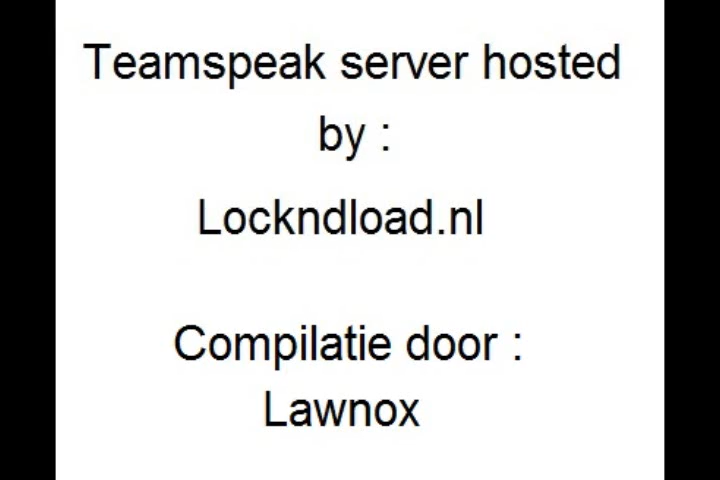 Teamspeak server hosted
by :
Lockndload.nl
Compilatie door :
Lawnox